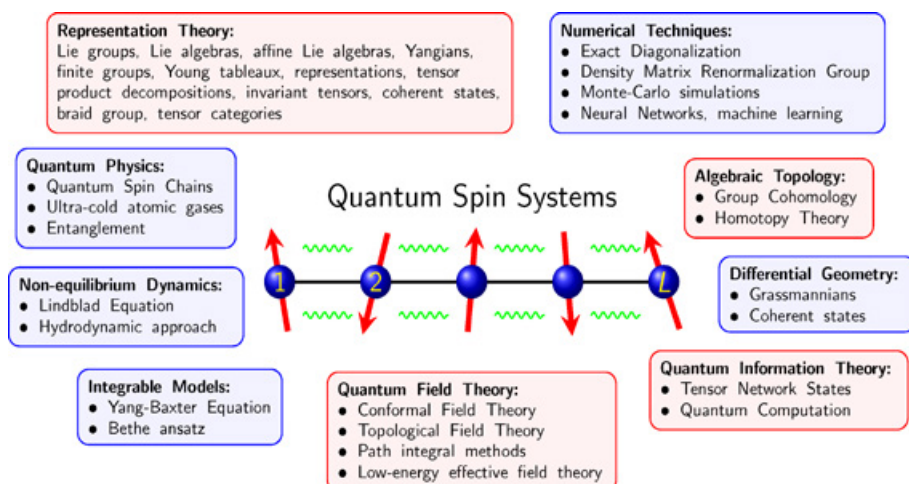 Representation Theory:
Lie groups, Lie algebras, affine Lie algebras, Yangians,
finite groups, Young tableaux, representations, tensor
product decompositions, invariant tensors, coherent states,
braid group, tensor categories
Numerical Techniques:
● Exact Diagonalization
● Density Matrix Renormalization Group
● Monte-Carlo simulations
● Neural Networks, machine learning
Quantum Physics:
● Quantum Spin Chains
● Ultra-cold atomic gases
● Entanglement
Quantum Spin Systems
Algebraic Topology:
● Group Cohomology
● Homotopy Theory
1
2
L
Non-equilibrium Dynamics:
● Lindblad Equation
● Hydrodynamic approach
Differential Geometry:
● Grassmannians
● Coherent states
Integrable Models:
● Yang-Baxter Equation
● Bethe ansatz
Quantum Field Theory:
● Conformal Field Theory
● Topological Field Theory
● Path integral methods
● Low-energy effective field theory
Quantum Information Theory:
● Tensor Network States
● Quantum Computation